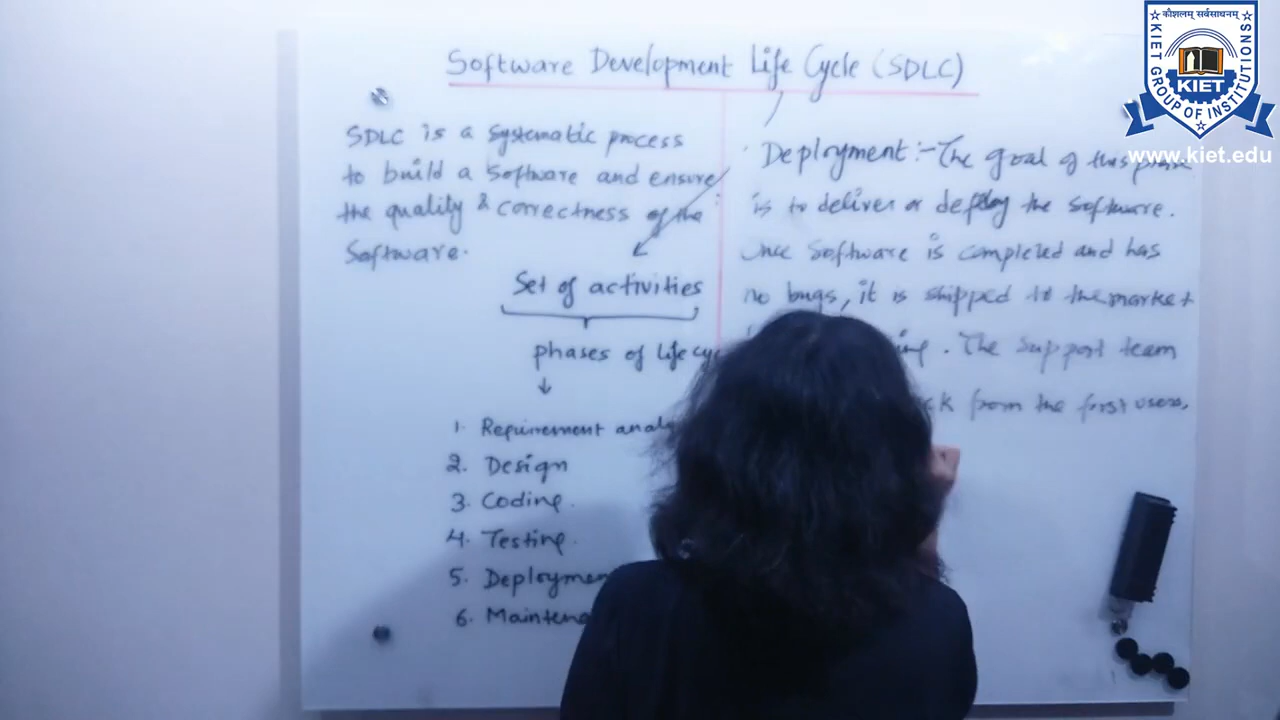 Software Development Life Cycle (SDLC)
SDLC is a systematic process
to build a Software and ensure
the quality & correctness of the
Software.
Set of activities
phases of life
1. Requirement
2. Design
3. Coding.
4. Testing.
5.
6.
Deployment :- The goal of this
is to deliver or deploy the software.
Once Software is completed and has
no bugs, it is shipped to the market
. The Support team
from the first users,
कौशलम् सर्वसाधनम्
KIET GROUP OF INSTITUTIONS
KIET
www.kiet.edu